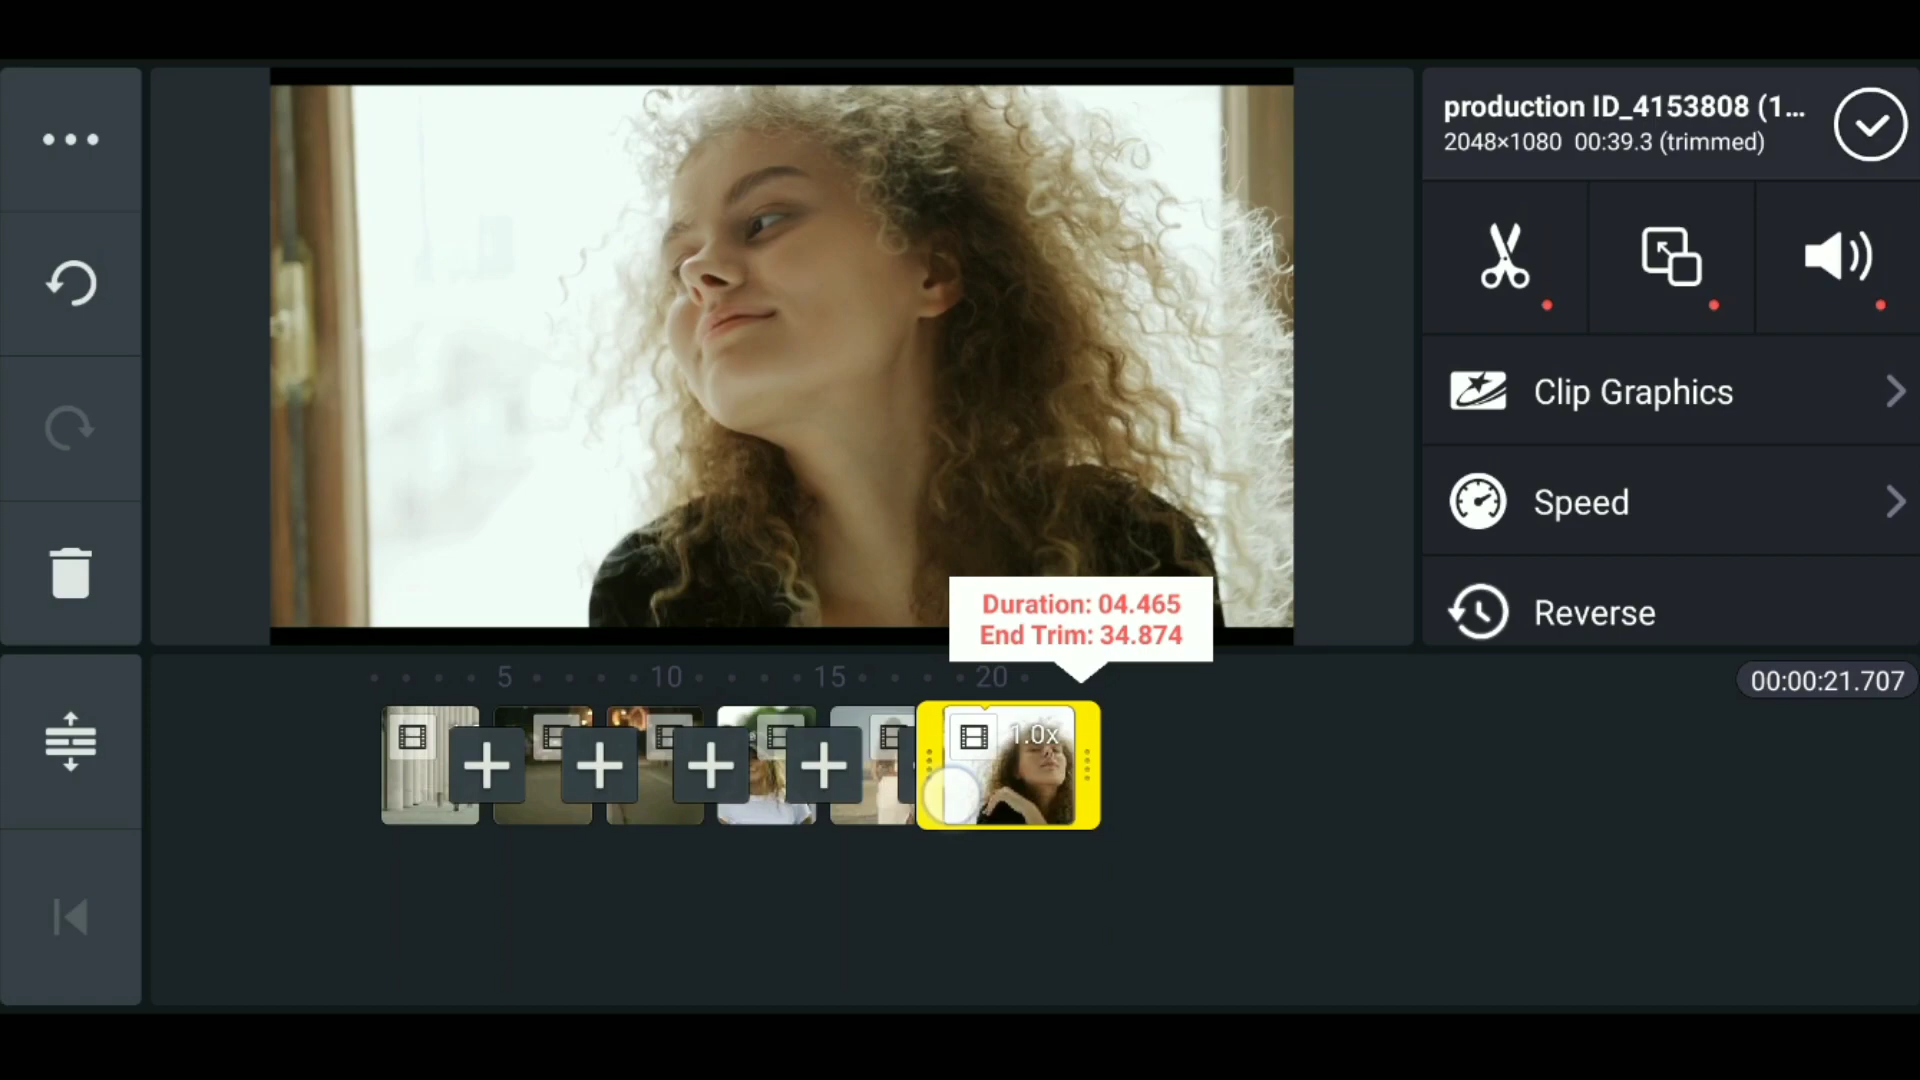 production ID_4153808 (1...
2048×1080 00:39.3 (trimmed)
Clip Graphics
Speed
Reverse
Duration: 04.465
End Trim: 34.874
5 10 15 20
00:00:21.707
1.0x